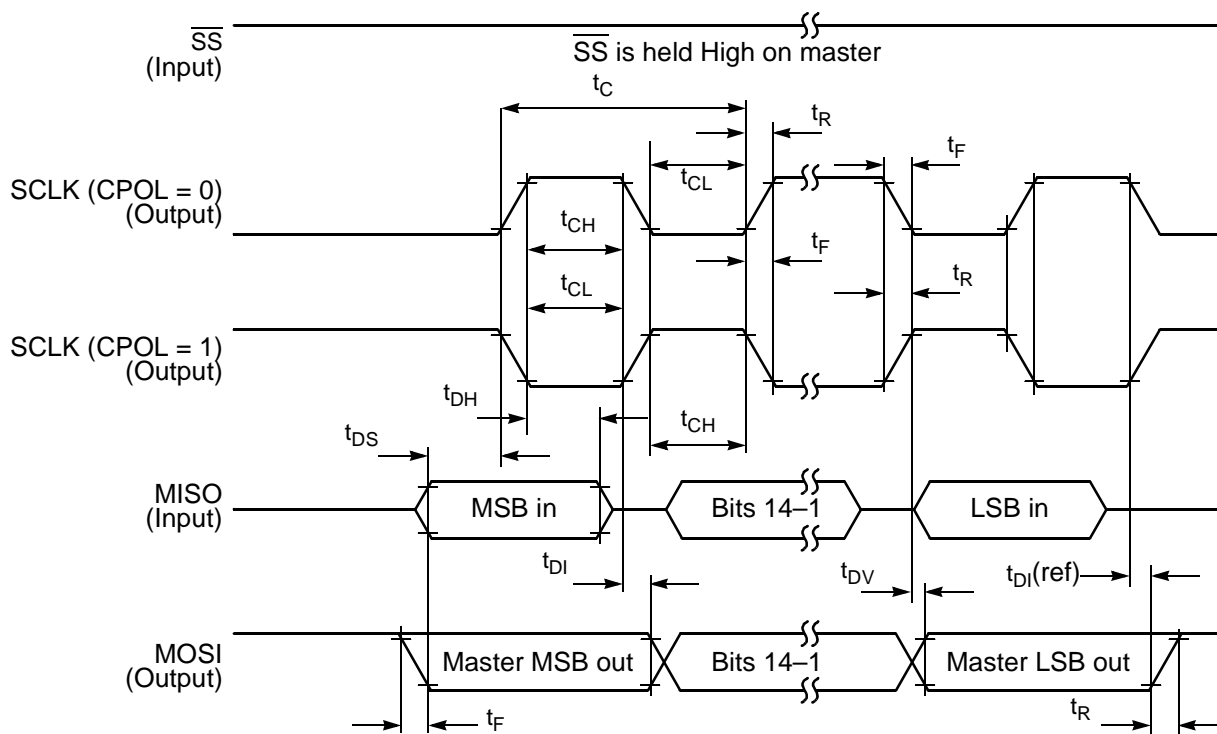 SS
(Input)
SS is held High on master
tC
tR
tF
SCLK (CPOL = 0)
(Output)
tCL
tCH
tF
tCL
tR
SCLK (CPOL = 1)
(Output)
tDH
tCH
tDS
MISO
(Input)
MSB in
Bits 14–1
LSB in
tDI
tDV
tDI(ref)
MOSI
(Output)
Master MSB out
Bits 14–1
Master LSB out
tF
tR